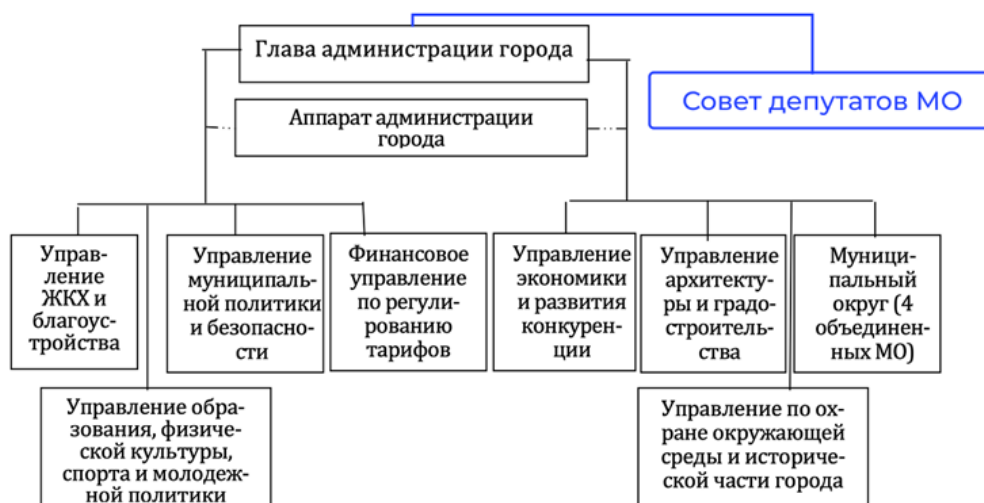 Глава администрации города
Совет депутатов МО
Аппарат администрации
города
Управ-
ление
ЖКХ и
благоус-
тройства
Управление
муниципаль-
ной политики
и безопасно-
сти
Финансовое
управление
по регули-
рованию
тарифов
Управление
экономики
и развития
конкурен-
ции
Управление
архитекту-
ры и градо-
строитель-
ства
Муници-
пальный
округ (4
объединен-
ных МО)
Управление обра-
зования, физиче-
ской культуры,
спорта и молодеж-
ной политики
Управление по ох-
ране окружающей
среды и историче-
ской части города